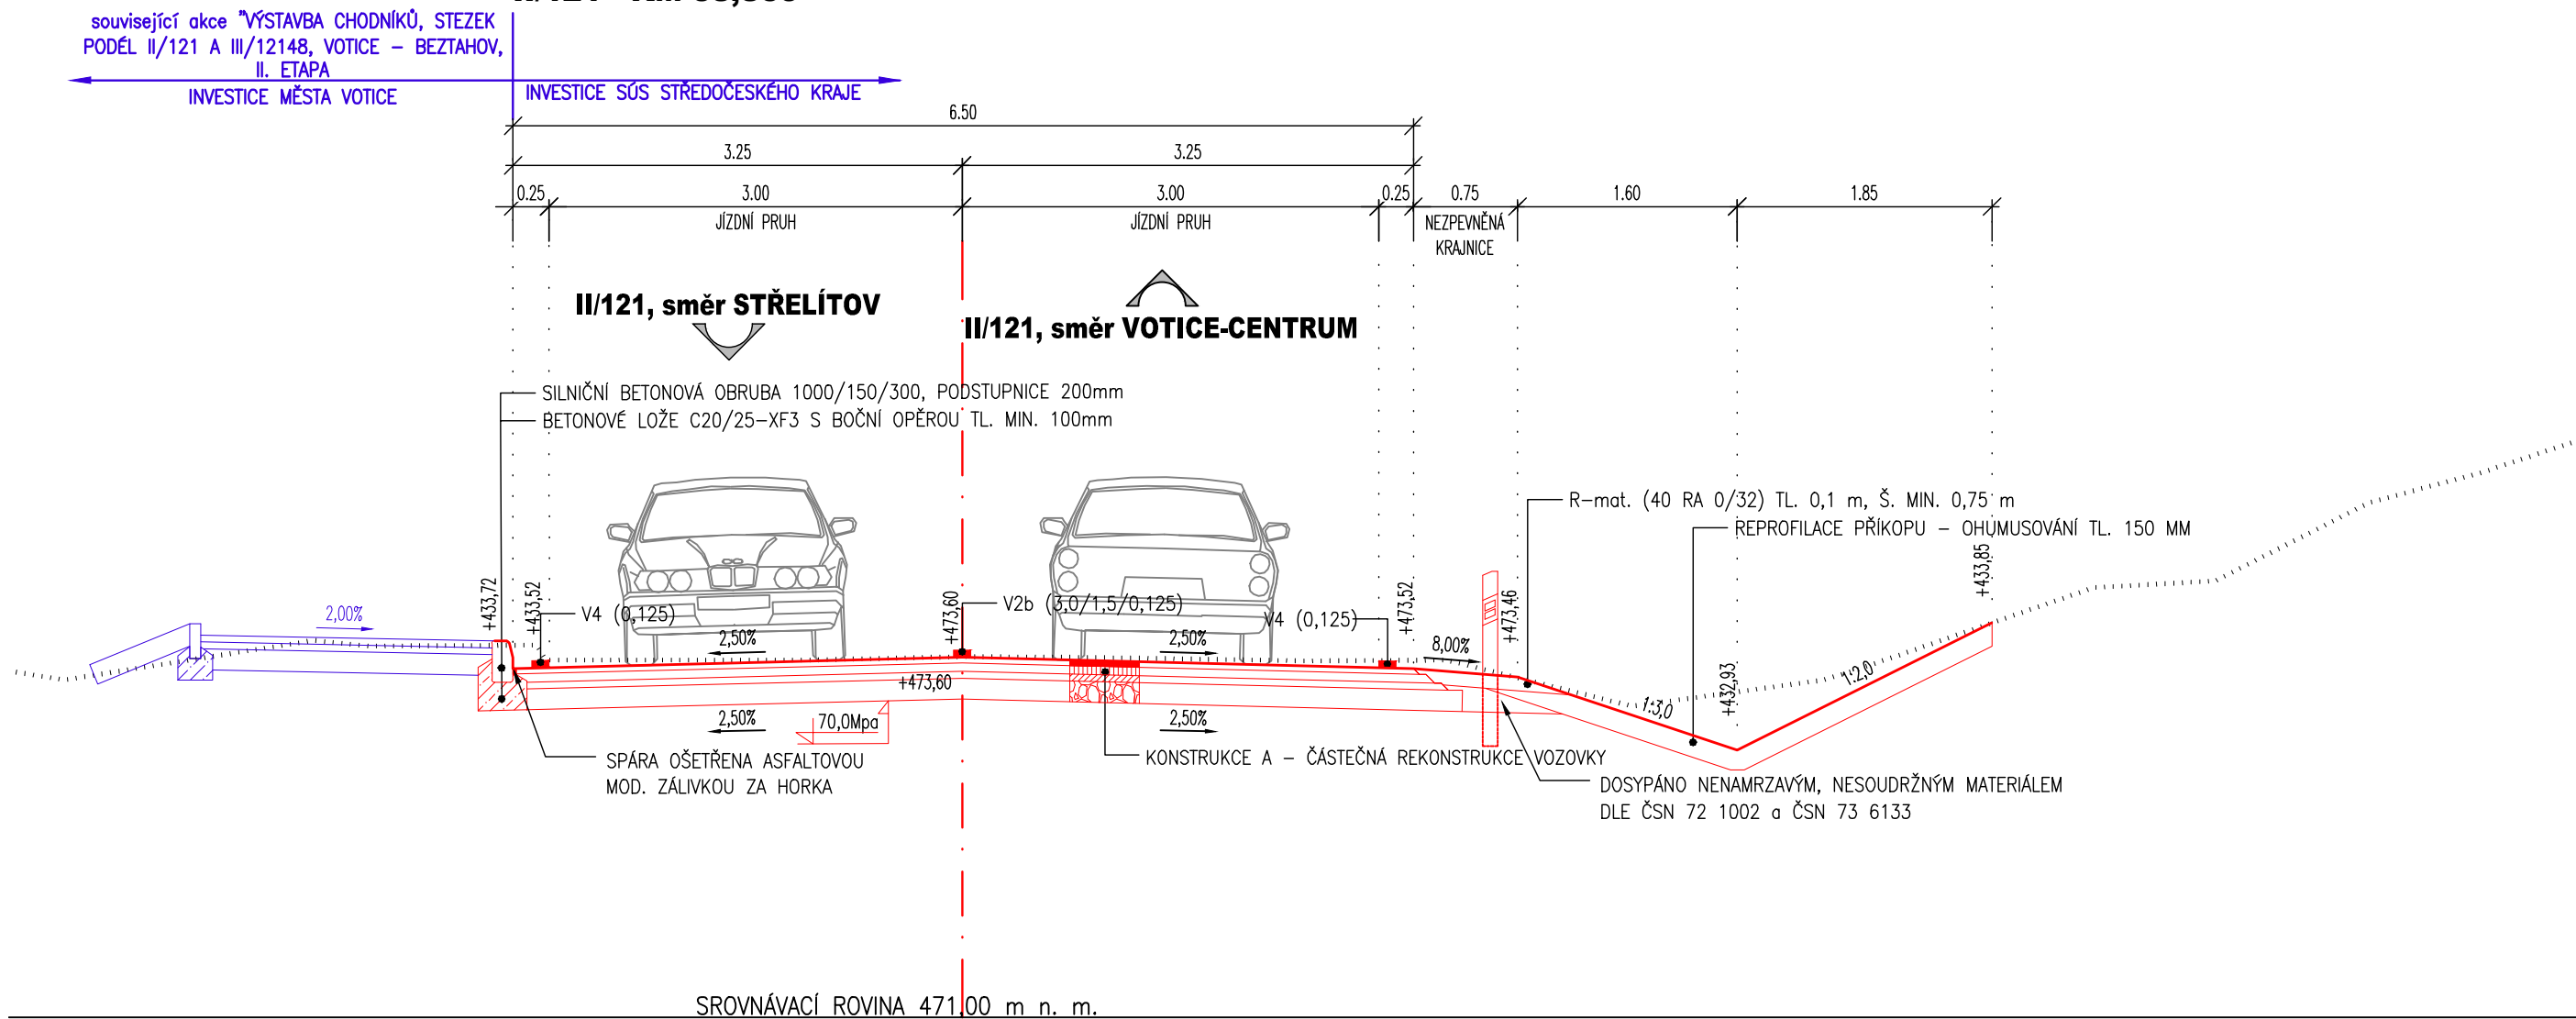 související akce "VÝSTAVBA CHODNÍKŮ, STEZEK
PODÉL II/121 A III/12148, VOTICE – BEZTAHOV,
II. ETAPA
INVESTICE MĚSTA VOTICE
INVESTICE SÚS STŘEDOČESKÉHO KRAJE
6.50
3.25
3.25
0.25
3.00
3.00
0.25
0.75
1.60
1.85
JÍZDNÍ PRUH
JÍZDNÍ PRUH
NEZPEVNĚNÁ
KRAJNICE
II/121, směr STŘELÍTOV
II/121, směr VOTICE-CENTRUM
SILNIČNÍ BETONOVÁ OBRUBA 1000/150/300, PODSTUPNICE 200mm
BETONOVÉ LOŽE C20/25–XF3 S BOČNÍ OPĚROU TL. MIN. 100mm
R–mat. (40 RA 0/32) TL. 0,1 m, Š. MIN. 0,75 m
REPROFILACE PŘÍKOPU – OHUMUSOVÁNÍ TL. 150 MM
+433,72
+433,52
+473,60
+473,52
+473,46
+432,93
+433,85
2,00%
V4 (0,125)
V2b (3,0/1,5/0,125)
V4 (0,125)
2,50%
2,50%
8,00%
+473,60
1:3,0
1:2,0
2,50%
70,0Mpa
2,50%
SPÁRA OŠETŘENA ASFALTOVOU
MOD. ZÁLIVKOU ZA HORKA
KONSTRUKCE A – ČÁSTEČNÁ REKONSTRUKCE VOZOVKY
DOSYPÁNO NENAMRZAVÝM, NESOUDRŽNÝM MATERIÁLEM
DLE ČSN 72 1002 a ČSN 73 6133
SROVNÁVACÍ ROVINA 471,00 m n. m.